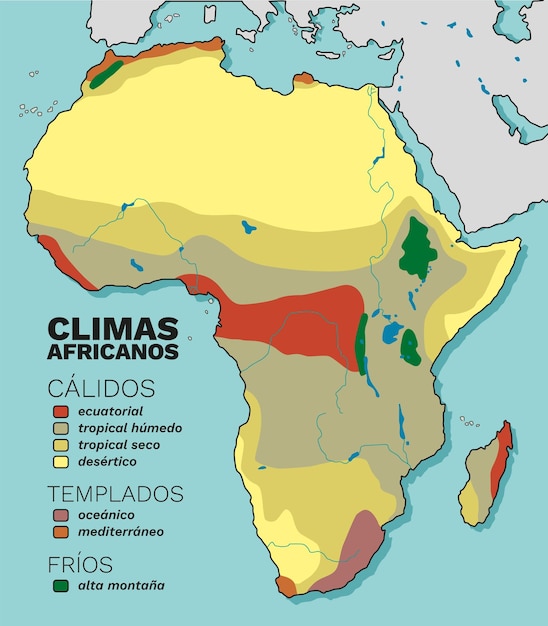 CLIMAS
AFRICANOS
CÁLIDOS
ecuatorial
tropical húmedo
tropical seco
desértico
TEMPLADOS
oceánico
mediterráneo
FRÍOS
alta montaña